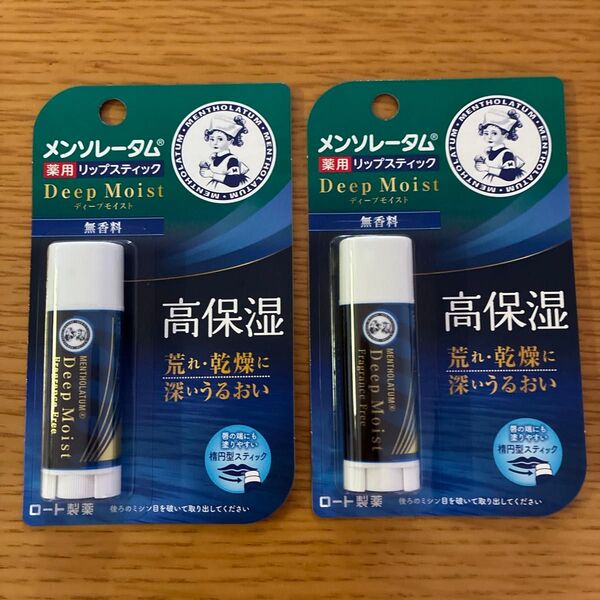 メンソレータム®
薬用 リップスティック
Deep Moist
ディープモイスト
無香料
MENTHOLATUM・MENTHOLATUM・MENTHOLATUM
高保湿
荒れ・乾燥に
深いうるおい
唇の端にも
塗りやすい
楕円型スティック
MENTHOLATUM®
Deep Moist
Fragrance Free
ロート製薬
後ろのミシン目を破いて取り出してください
メンソレータム®
薬用 リップスティック
Deep Moist
ディープモイスト
無香料
MENTHOLATUM・MENTHOLATUM・MENTHOLATUM
高保湿
荒れ・乾燥に
深いうるおい
唇の端にも
塗りやすい
楕円型スティック
MENTHOLATUM®
Deep Moist
Fragrance Free
ロート製薬
後ろのミシン目を破いて取り出してください